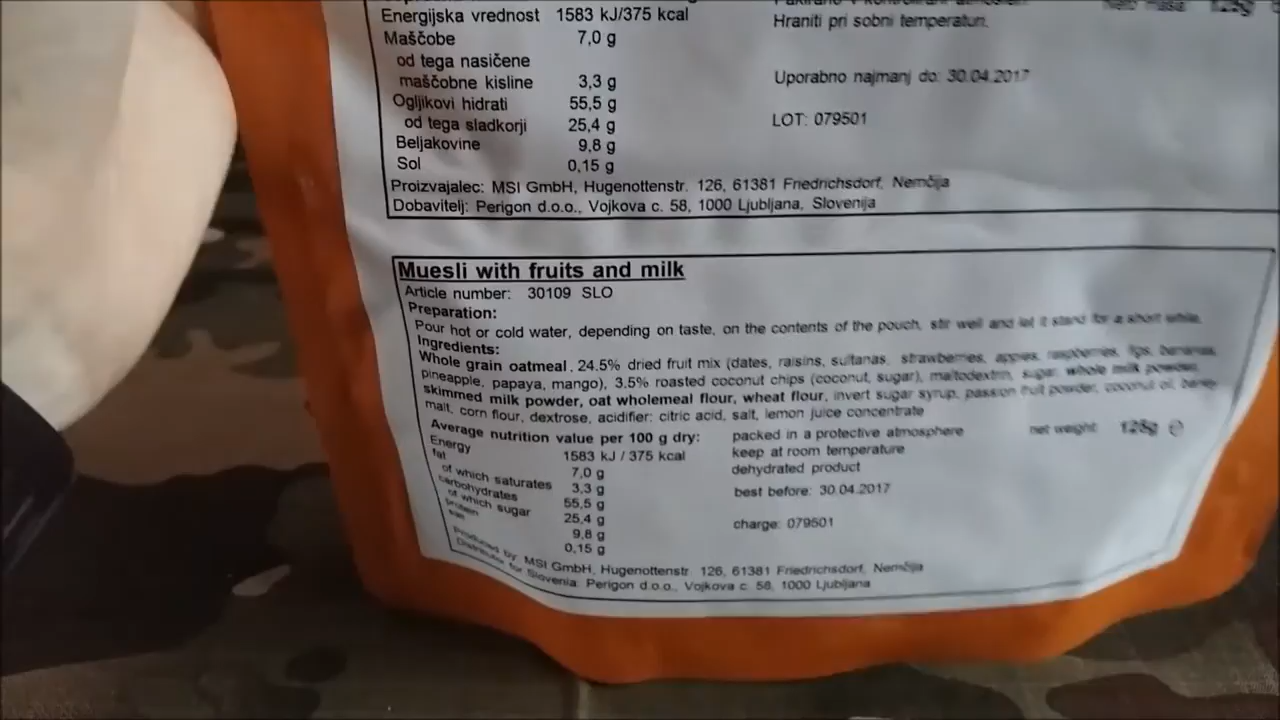 Energijska vrednost 1583 kJ/375 kcal
Maščobe 7,0 g
od tega nasičene
maščobne kisline 3,3 g
Ogljikovi hidrati 55,5 g
od tega sladkorji 25,4 g
Beljakovine 9,8 g
Sol 0,15 g
Hraniti pri sobni temperaturi.
Uporabno najmanj do: 30.04.2017
LOT: 079501
Proizvajalec: MSI GmbH, Hugenottenstr. 126, 61381 Friedrichsdorf, Nemčija
Dobavitelj: Perigon d.o.o., Vojkova c. 58, 1000 Ljubljana, Slovenija
Muesli with fruits and milk
Article number: 30109 SLO
Preparation:
Pour hot or cold water, depending on taste, on the contents of the pouch, stir well and let it stand for a short while.
Ingredients:
Whole grain oatmeal, 24.5% dried fruit mix (dates, raisins, sultanas, strawberries, apples, raspberries, figs, bananas,
pineapple, papaya, mango), 3.5% roasted coconut chips (coconut, sugar), maltodextrin, sugar, whole milk powder,
skimmed milk powder, oat wholemeal flour, wheat flour, invert sugar syrup, passion fruit powder, coconut oil, barley
malt, corn flour, dextrose, acidifier: citric acid, salt, lemon juice concentrate
Average nutrition value per 100 g dry:
Energy 1583 kJ / 375 kcal
fat 7,0 g
of which saturates 3,3 g
carbohydrates 55,5 g
of which sugar 25,4 g
protein 9,8 g
salt 0,15 g
packed in a protective atmosphere
keep at room temperature
dehydrated product
best before: 30.04.2017
charge: 079501
net weight 125g e
Produced by: MSI GmbH, Hugenottenstr. 126, 61381 Friedrichsdorf, Nemčija
Distributor for Slovenia: Perigon d.o.o., Vojkova c. 58, 1000 Ljubljana